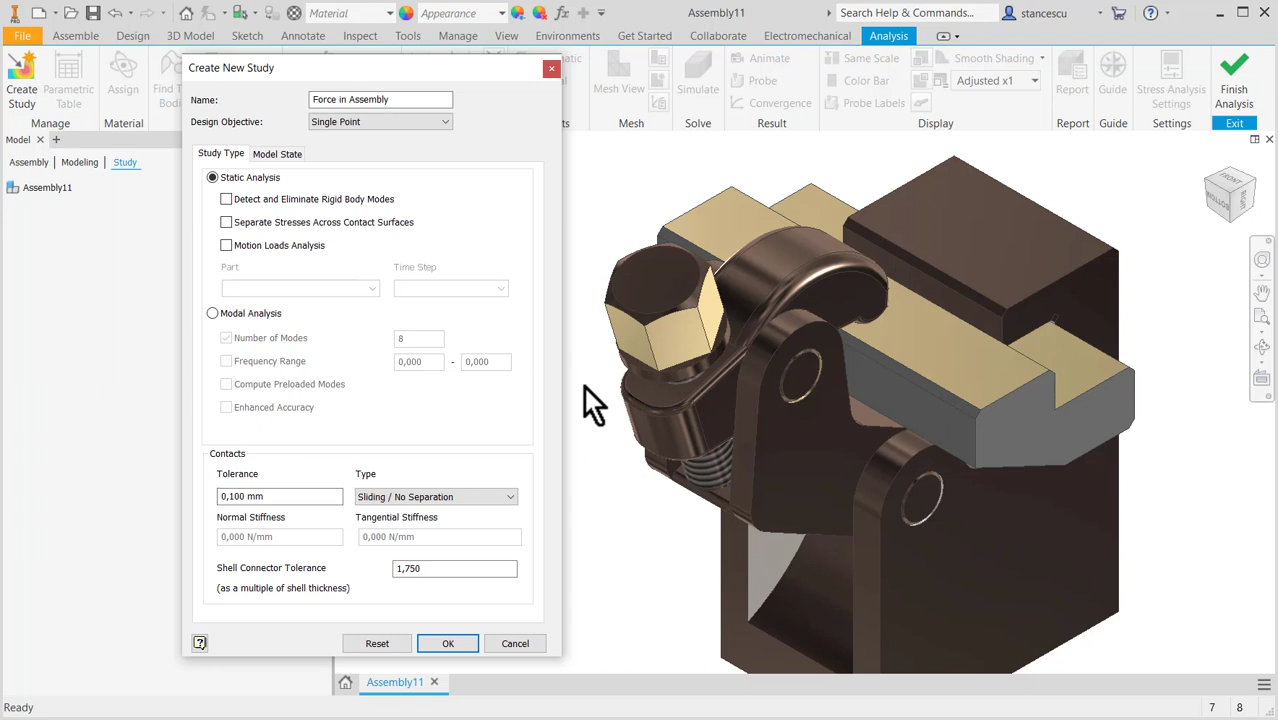 PRO
Material
Appearance
Assembly11
Search Help & Commands...
stancescu
File
Assemble
Design
3D Model
Sketch
Annotate
Inspect
Tools
Manage
View
Environments
Get Started
Collaborate
Electromechanical
Analysis
Create
Study
Parametric
Table
Assign
Mesh View
Simulate
Animate
Probe
Convergence
Same Scale
Color Bar
Probe Labels
Smooth Shading
Adjusted x1
Report
Guide
Stress Analysis
Settings
Finish
Analysis
Manage
Material
Mesh
Solve
Result
Display
Report
Guide
Settings
Exit
Model
Assembly
Modeling
Study
Assembly11
Create New Study
Name:
Force in Assembly
Design Objective:
Single Point
Study Type
Model State
Static Analysis
Detect and Eliminate Rigid Body Modes
Separate Stresses Across Contact Surfaces
Motion Loads Analysis
Part
Time Step
Modal Analysis
Number of Modes
8
Frequency Range
0,000 - 0,000
Compute Preloaded Modes
Enhanced Accuracy
Contacts
Tolerance
Type
0,100 mm
Sliding / No Separation
Normal Stiffness
Tangential Stiffness
0,000 N/mm
0,000 N/mm
Shell Connector Tolerance
1,750
(as a multiple of shell thickness)
Reset
OK
Cancel
FRONT
BOTTOM
Assembly11
Ready
7 8